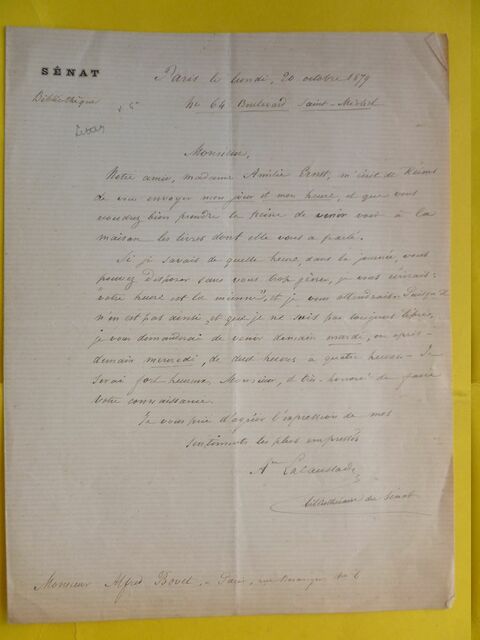 SÉNAT
Bibliothèque
Paris le lundi, 20 octobre 1879
64 Boulevard Saint-Michel
Monsieur,
Notre amie, madame Amélie Ernst, m'écrit de Reims
de vous envoyer mon jour et mon heure, et que vous
voudrez bien prendre la peine de venir voir à la
maison les livres dont elle vous a parlé.
Si je savais de quelle heure, dans la journée, vous
pouvez disposer sans vous trop gêner, je vous dirais:
"votre heure est la mienne", et je vous attendrais. Puisqu'il
n'en est pas ainsi, et que je ne suis pas toujours libre,
je vous demanderai de venir demain mardi, ou après-
demain mercredi, de deux heures à quatre heures. Je
serai fort heureux, Monsieur, et très-honoré de faire
votre connaissance.
Je vous prie d'agréer l'expression de mes
sentiments les plus empressés
Lacaussade
bibliothécaire du Sénat
Monsieur Alfred Bovet, à Paris, rue